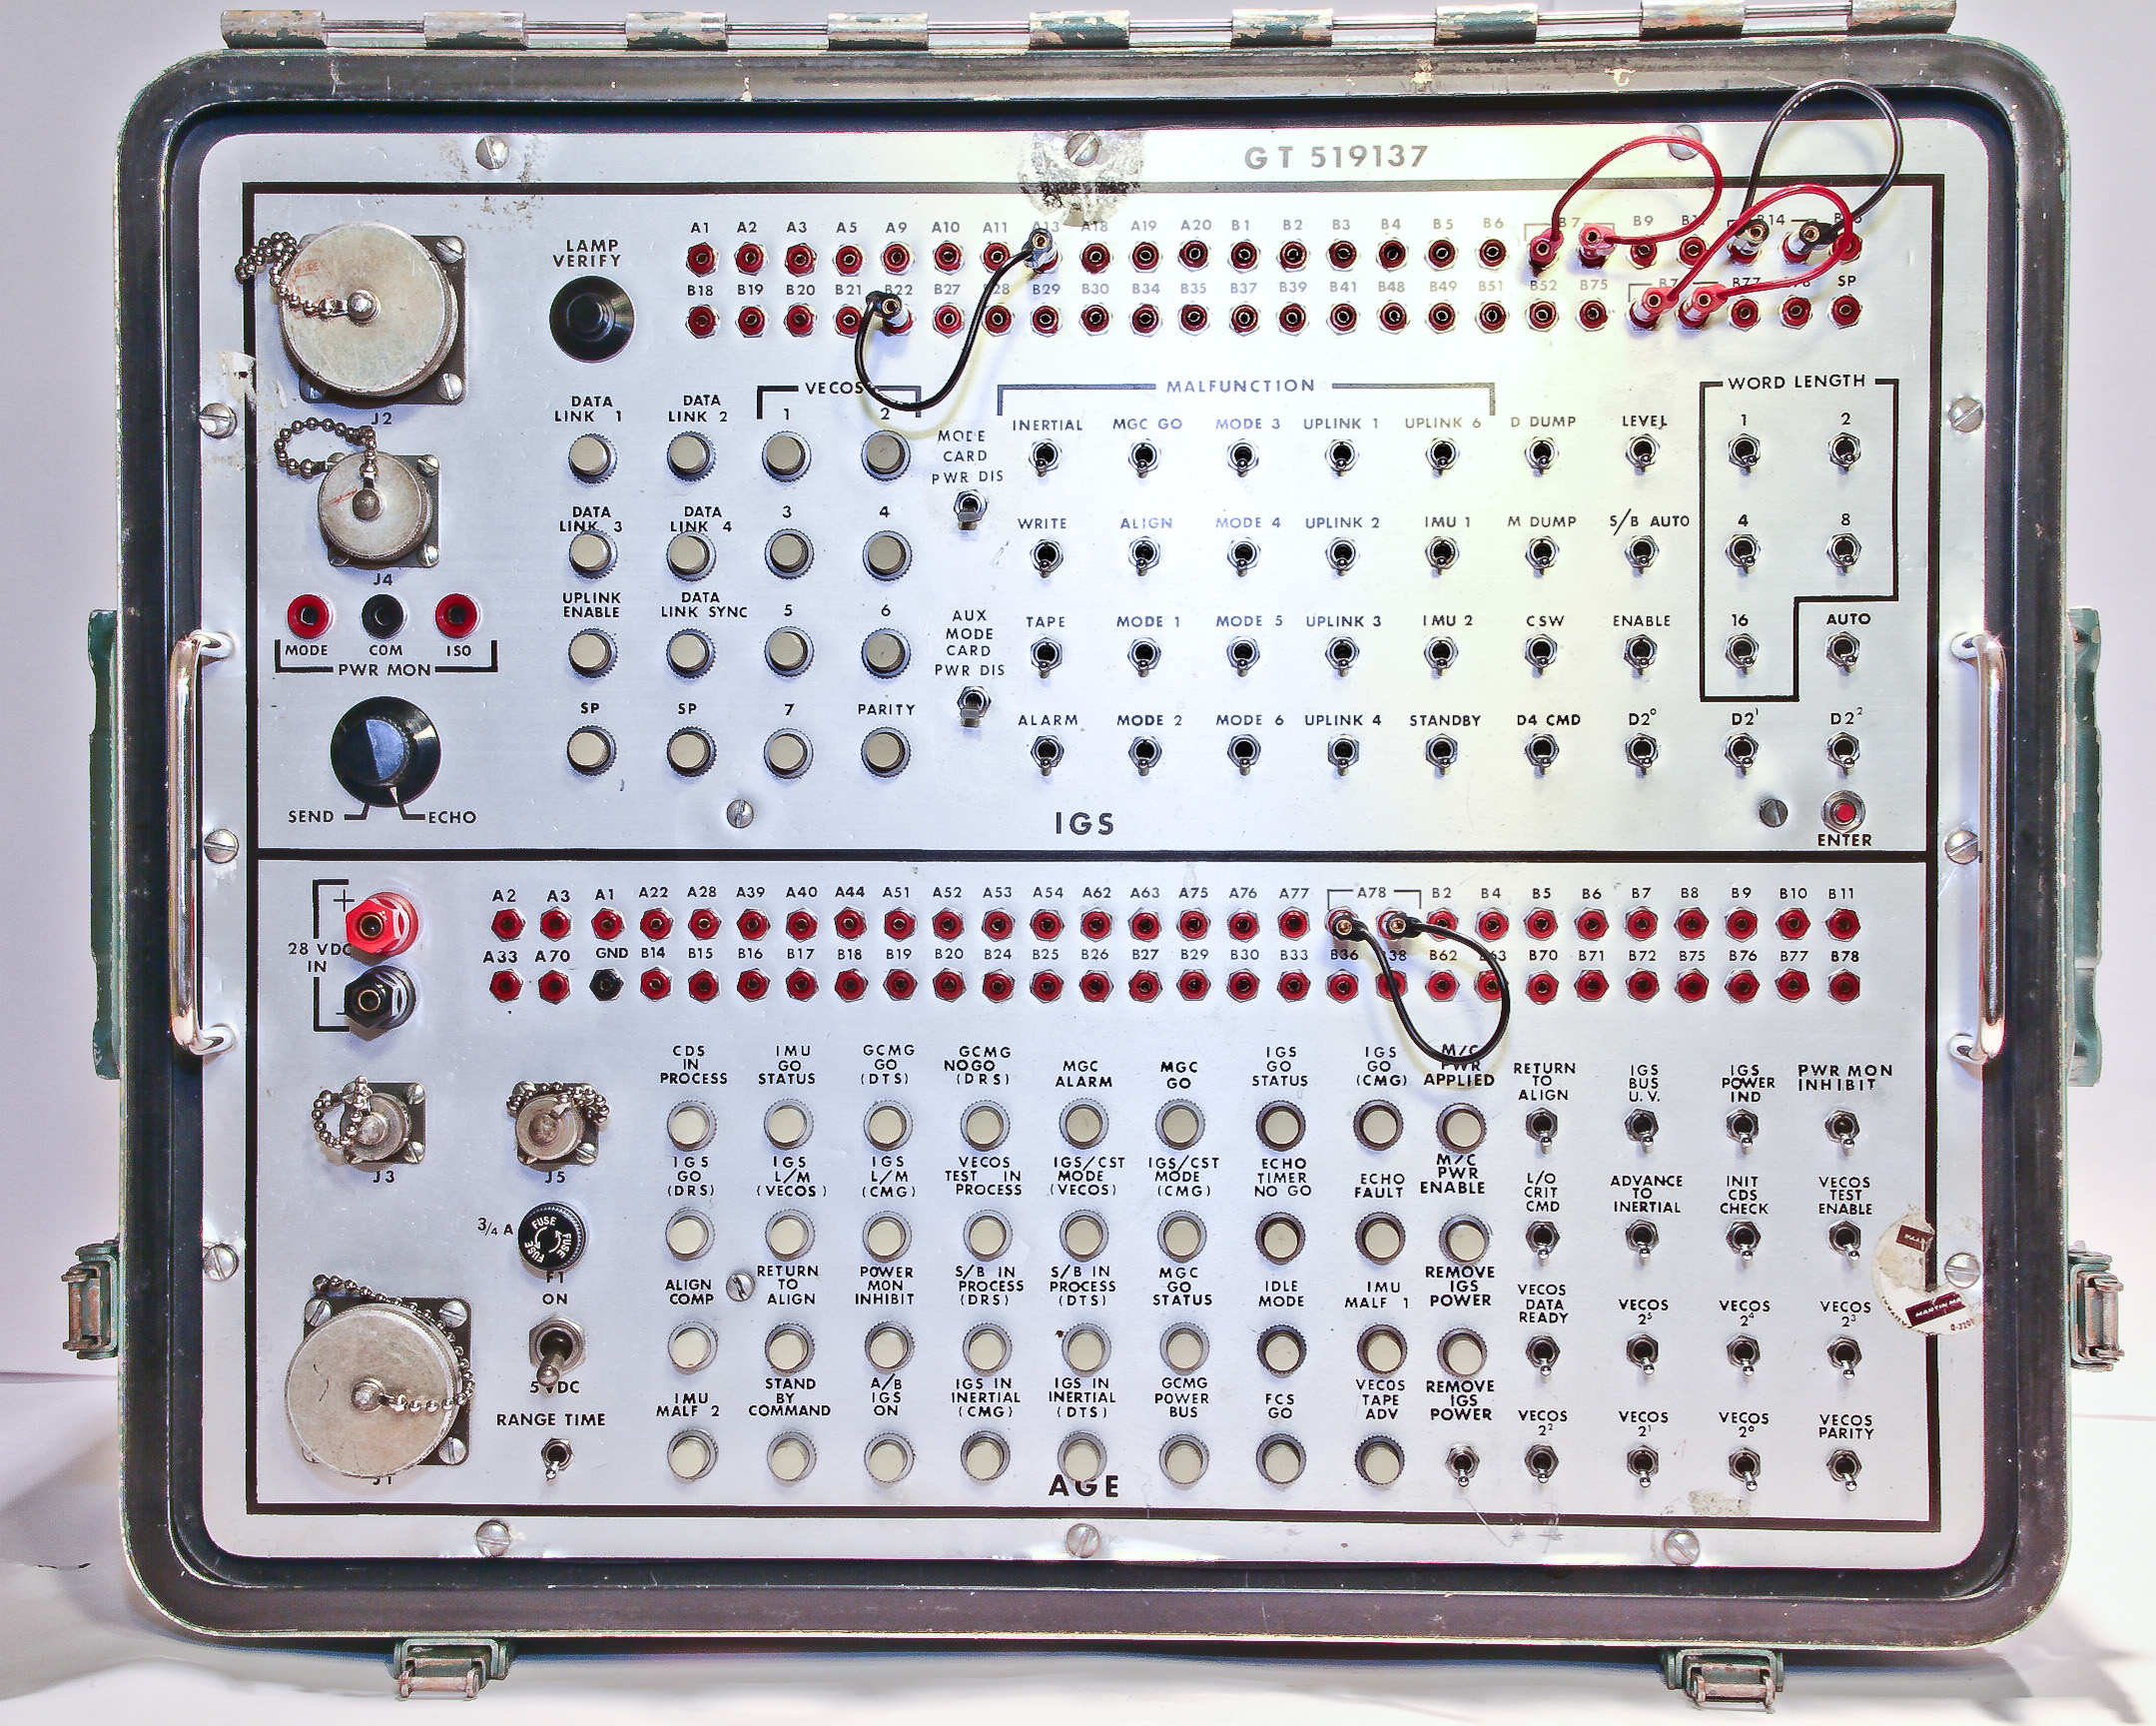 GT 519137
LAMP
VERIFY
A1 A2 A3 A5 A9 A10 A11 A13 A18 A19 A20 B1 B2 B3 B4 B5 B6 B7 B9 B14
B18 B19 B20 B21 B22 B27 B28 B29 B30 B34 B35 B37 B39 B41 B48 B49 B51 B52 B75 B77 SP
J2
J4
MODE COM ISO
PWR MON
SEND ECHO
DATA
LINK 1
DATA
LINK 2
VECOS
1 2
DATA
LINK 3
DATA
LINK 4
3 4
UPLINK
ENABLE
DATA
LINK SYNC
5 6
SP SP 7 PARITY
MODE
CARD
PWR DIS
AUX
MODE
CARD
PWR DIS
MALFUNCTION
INERTIAL MGC GO MODE 3 UPLINK 1 UPLINK 6 D DUMP LEVEL
WRITE ALIGN MODE 4 UPLINK 2 IMU 1 M DUMP S/B AUTO
TAPE MODE 1 MODE 5 UPLINK 3 IMU 2 CSW ENABLE
ALARM MODE 2 MODE 6 UPLINK 4 STANDBY D4 CMD D2⁰ D2¹ D2²
WORD LENGTH
1 2
4 8
16 AUTO
ENTER
IGS
+
28 VDC
IN
-
A2 A3 A1 A22 A28 A39 A40 A44 A51 A52 A53 A54 A62 A63 A75 A76 A77 A78 B2 B4 B5 B6 B7 B8 B9 B10 B11
A33 A70 GND B14 B15 B16 B17 B18 B19 B20 B24 B25 B26 B27 B29 B30 B33 B36 B38 B62 B63 B70 B71 B72 B75 B76 B77 B78
J3
J5
3/4 A
FUSE
FUSE
FUSE
F1
ON
5 VDC
RANGE TIME
J1
CDS
IN
PROCESS
IMU
GO
STATUS
GCMG
GO
(DTS)
GCMG
NOGO
(DRS)
MGC
ALARM
MGC
GO
IGS
GO
STATUS
IGS
GO
(CMG)
M/C
PWR
APPLIED
RETURN
TO
ALIGN
IGS
BUS
U.V.
IGS
POWER
IND
PWR MON
INHIBIT
IGS
GO
(DRS)
IGS
L/M
(VECOS)
IGS
L/M
(CMG)
VECOS
TEST IN
PROCESS
IGS/CST
MODE
(VECOS)
IGS/CST
MODE
(CMG)
ECHO
TIMER
NO GO
ECHO
FAULT
M/C
PWR
ENABLE
L/O
CRIT
CMD
ADVANCE
TO
INERTIAL
INIT
CDS
CHECK
VECOS
TEST
ENABLE
ALIGN
COMP
RETURN
TO
ALIGN
POWER
MON
INHIBIT
S/B IN
PROCESS
(DRS)
S/B IN
PROCESS
(DTS)
MGC
GO
STATUS
IDLE
MODE
IMU
MALF 1
REMOVE
IGS
POWER
VECOS
DATA
READY
VECOS
2⁵
VECOS
2⁴
VECOS
2³
IMU
MALF 2
STAND
BY
COMMAND
A/B
IGS
ON
IGS IN
INERTIAL
(CMG)
IGS IN
INERTIAL
(DTS)
GCMG
POWER
BUS
FCS
GO
VECOS
TAPE
ADV
REMOVE
IGS
POWER
VECOS
2²
VECOS
2¹
VECOS
2⁰
VECOS
PARITY
AGE